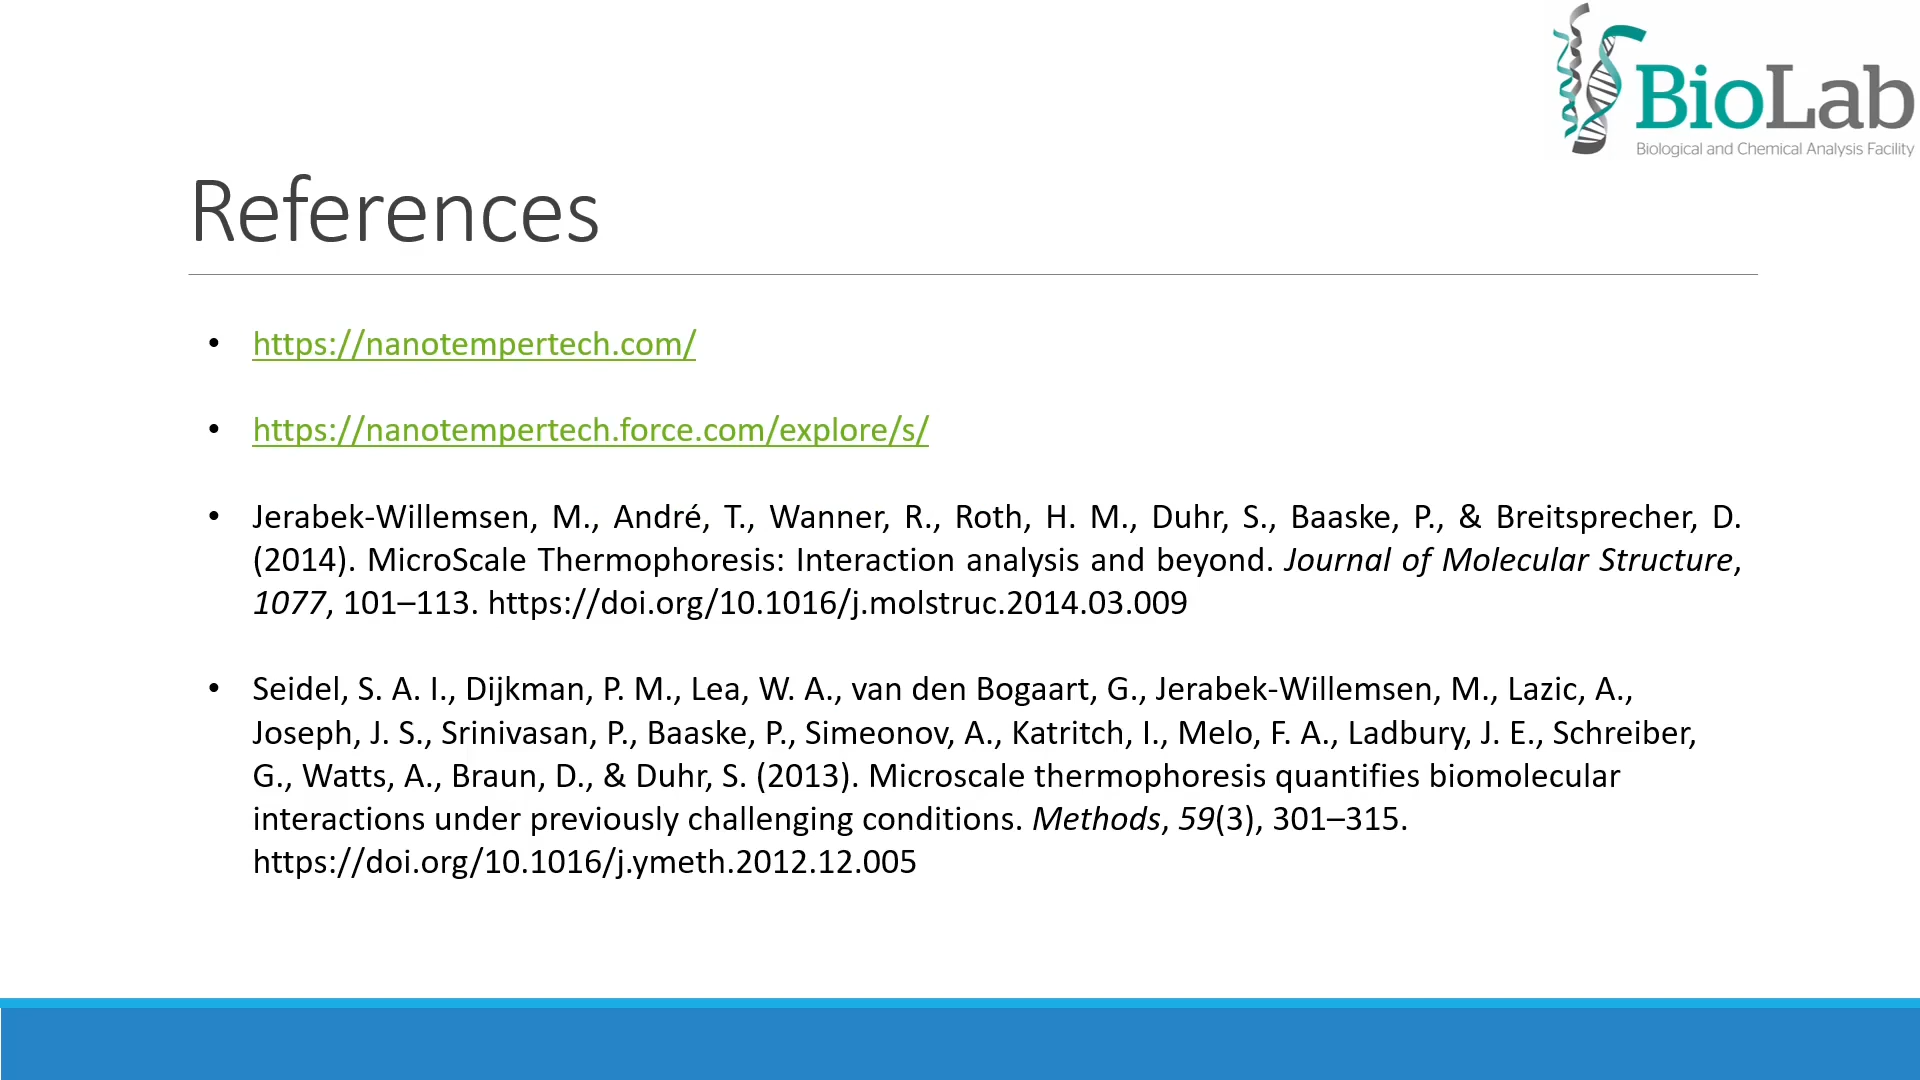 BioLab
Biological and Chemical Analysis Facility
References
• https://nanotempertech.com/
• https://nanotempertech.force.com/explore/s/
• Jerabek-Willemsen, M., André, T., Wanner, R., Roth, H. M., Duhr, S., Baaske, P., & Breitsprecher, D.
(2014). MicroScale Thermophoresis: Interaction analysis and beyond. Journal of Molecular Structure,
1077, 101–113. https://doi.org/10.1016/j.molstruc.2014.03.009
• Seidel, S. A. I., Dijkman, P. M., Lea, W. A., van den Bogaart, G., Jerabek-Willemsen, M., Lazic, A.,
Joseph, J. S., Srinivasan, P., Baaske, P., Simeonov, A., Katritch, I., Melo, F. A., Ladbury, J. E., Schreiber,
G., Watts, A., Braun, D., & Duhr, S. (2013). Microscale thermophoresis quantifies biomolecular
interactions under previously challenging conditions. Methods, 59(3), 301–315.
https://doi.org/10.1016/j.ymeth.2012.12.005